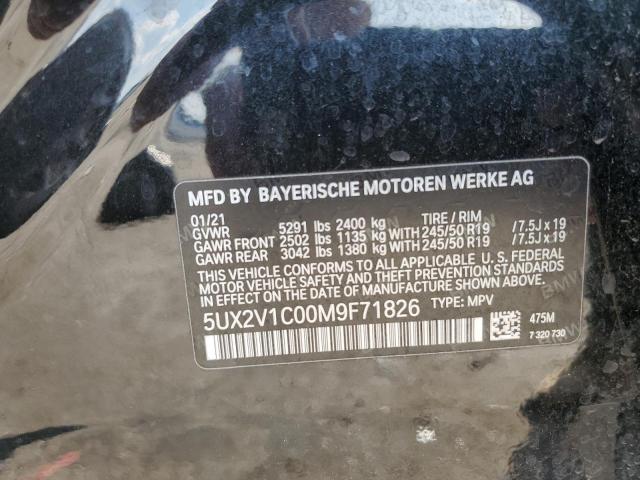 MFD BY BAYERISCHE MOTOREN WERKE AG
01/21
GVWR 5291 lbs 2400 kg TIRE / RIM
GAWR FRONT 2502 lbs 1135 kg WITH 245/50 R19 /7.5J x 19
GAWR REAR 3042 lbs 1380 kg WITH 245/50 R19 /7.5J x 19
THIS VEHICLE CONFORMS TO ALL APPLICABLE U. S. FEDERAL
MOTOR VEHICLE SAFETY AND THEFT PREVENTION STANDARDS
IN EFFECT ON THE DATE OF MANUFACTURE SHOWN ABOVE.
5UX2V1C00M9F71826 TYPE: MPV
475M
7 320 730